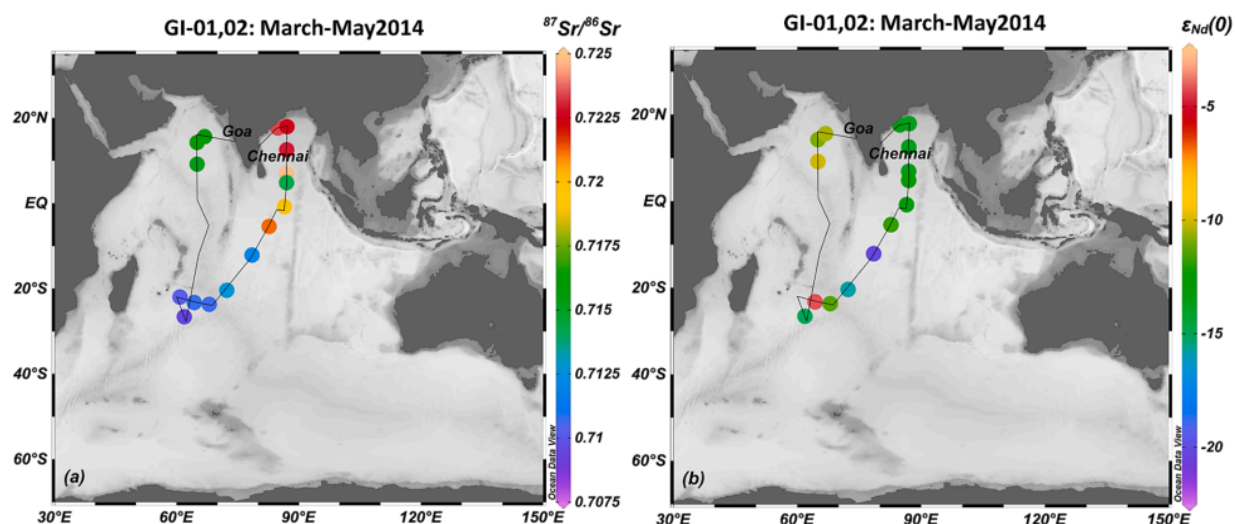 GI-01,02: March-May2014
⁸⁷Sr/⁸⁶Sr
0.725
0.7225
0.72
0.7175
0.715
0.7125
0.71
0.7075
20°N
EQ
20°S
40°S
60°S
Goa
Chennai
(a)
Ocean Data View
30°E 60°E 90°E 120°E 150°E
GI-01,02: March-May2014
εNd(0)
-5
-10
-15
-20
20°N
EQ
20°S
40°S
60°S
Goa
Chennai
(b)
Ocean Data View
30°E 60°E 90°E 120°E 150°E